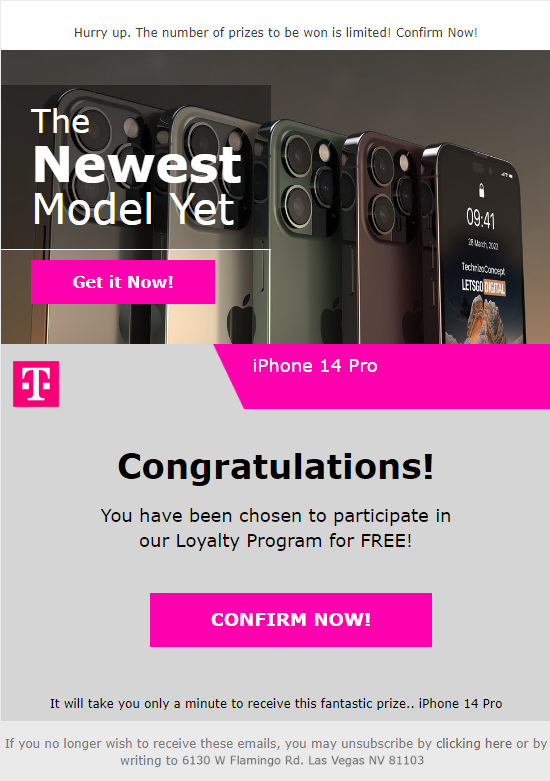 Hurry up. The number of prizes to be won is limited! Confirm Now!
The
Newest
Model Yet
Get it Now!
09:41
28 March, 2022
TechnizoConcept
LETSGO DIGITAL
iPhone 14 Pro
T
Congratulations!
You have been chosen to participate in
our Loyalty Program for FREE!
CONFIRM NOW!
It will take you only a minute to receive this fantastic prize.. iPhone 14 Pro
If you no longer wish to receive these emails, you may unsubscribe by clicking here or by
writing to 6130 W Flamingo Rd. Las Vegas NV 81103